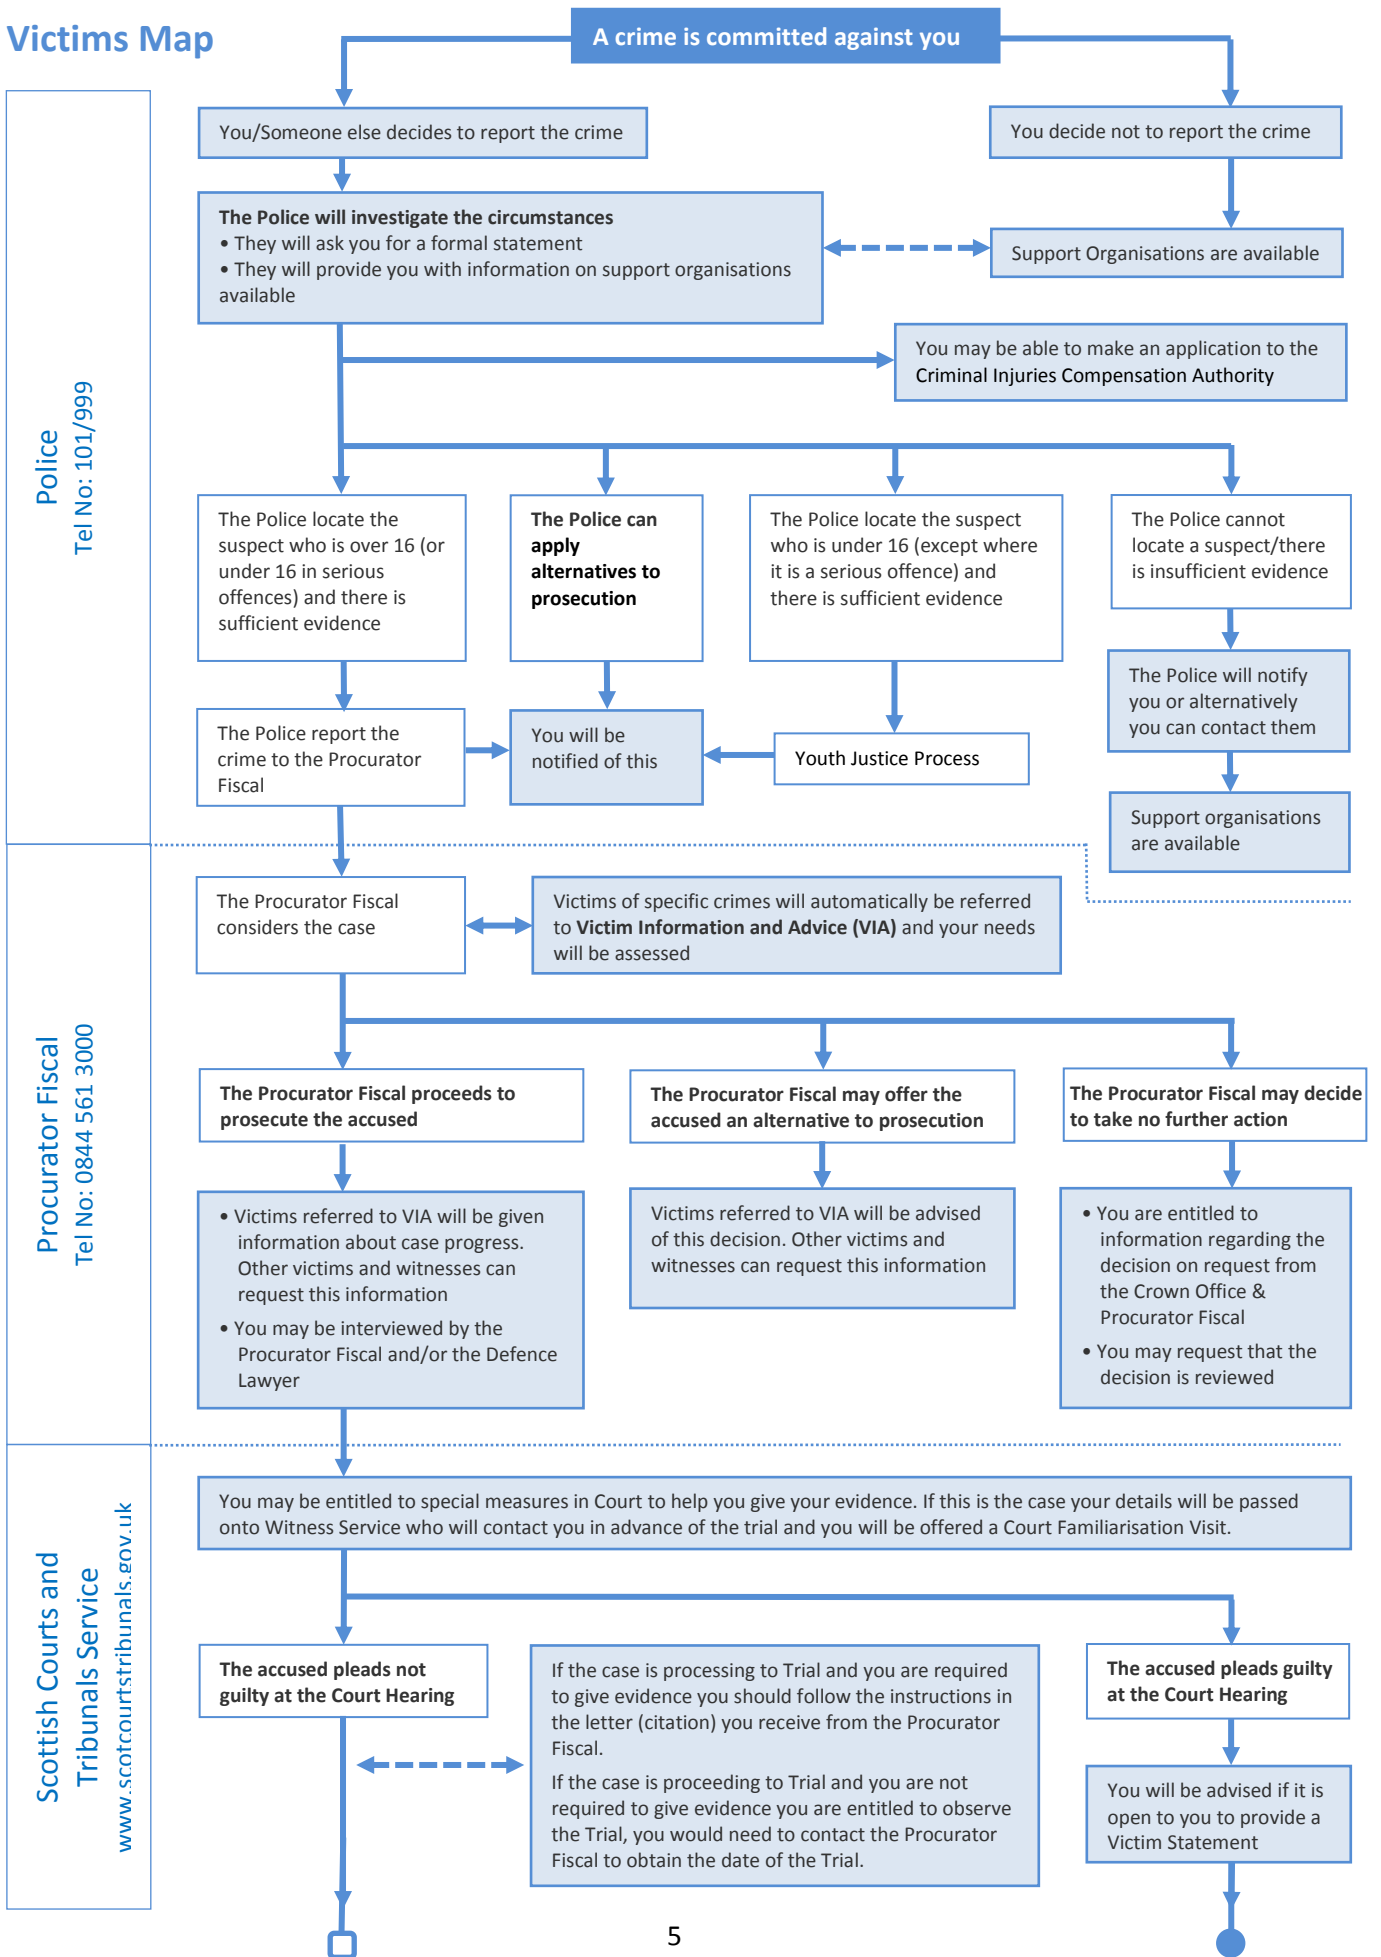 Victims Map
A crime is committed against you
You/Someone else decides to report the crime
You decide not to report the crime
The Police will investigate the circumstances
• They will ask you for a formal statement
• They will provide you with information on support organisations
available
Support Organisations are available
You may be able to make an application to the
Criminal Injuries Compensation Authority
Police
Tel No: 101/999
The Police locate the
suspect who is over 16 (or
under 16 in serious
offences) and there is
sufficient evidence
The Police can
apply
alternatives to
prosecution
The Police locate the suspect
who is under 16 (except where
it is a serious offence) and
there is sufficient evidence
The Police cannot
locate a suspect/there
is insufficient evidence
The Police report the
crime to the Procurator
Fiscal
You will be
notified of this
Youth Justice Process
The Police will notify
you or alternatively
you can contact them
Support organisations
are available
Procurator Fiscal
Tel No: 0844 561 3000
The Procurator Fiscal
considers the case
Victims of specific crimes will automatically be referred
to Victim Information and Advice (VIA) and your needs
will be assessed
The Procurator Fiscal proceeds to
prosecute the accused
The Procurator Fiscal may offer the
accused an alternative to prosecution
The Procurator Fiscal may decide
to take no further action
• Victims referred to VIA will be given
information about case progress.
Other victims and witnesses can
request this information
• You may be interviewed by the
Procurator Fiscal and/or the Defence
Lawyer
Victims referred to VIA will be advised
of this decision. Other victims and
witnesses can request this information
• You are entitled to
information regarding the
decision on request from
the Crown Office &
Procurator Fiscal
• You may request that the
decision is reviewed
Scottish Courts and
Tribunals Service
www.scotcourtstribunals.gov.uk
You may be entitled to special measures in Court to help you give your evidence. If this is the case your details will be passed
onto Witness Service who will contact you in advance of the trial and you will be offered a Court Familiarisation Visit.
The accused pleads not
guilty at the Court Hearing
If the case is processing to Trial and you are required
to give evidence you should follow the instructions in
the letter (citation) you receive from the Procurator
Fiscal.
If the case is proceeding to Trial and you are not
required to give evidence you are entitled to observe
the Trial, you would need to contact the Procurator
Fiscal to obtain the date of the Trial.
The accused pleads guilty
at the Court Hearing
You will be advised if it is
open to you to provide a
Victim Statement
5